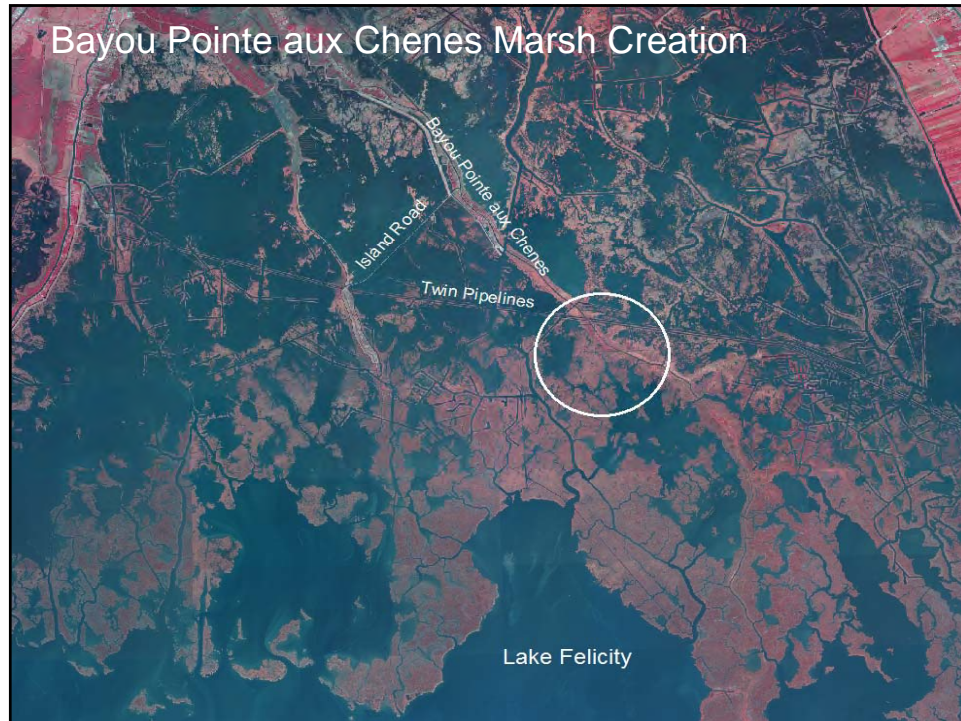 Bayou Pointe aux Chenes Marsh Creation
Bayou Pointe aux Chenes
Island Road
Twin Pipelines
Lake Felicity